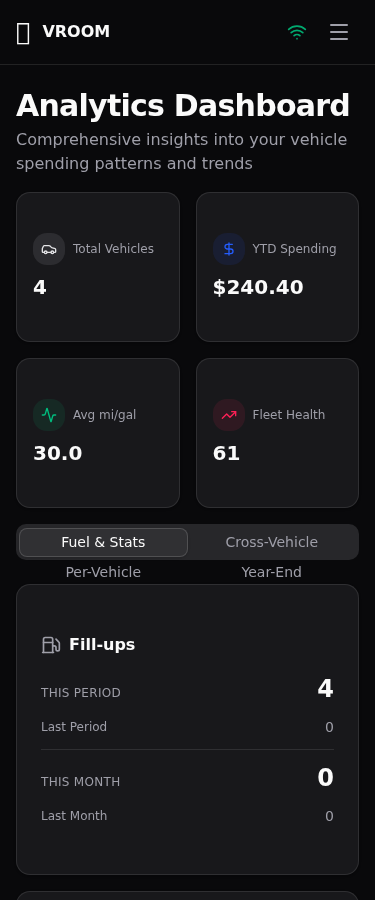 VROOM
Analytics Dashboard
Comprehensive insights into your vehicle
spending patterns and trends
Total Vehicles
4
YTD Spending
$240.40
Avg mi/gal
30.0
Fleet Health
61
Fuel & Stats
Cross-Vehicle
Per-Vehicle
Year-End
Fill-ups
THIS PERIOD 4
Last Period 0
THIS MONTH 0
Last Month 0